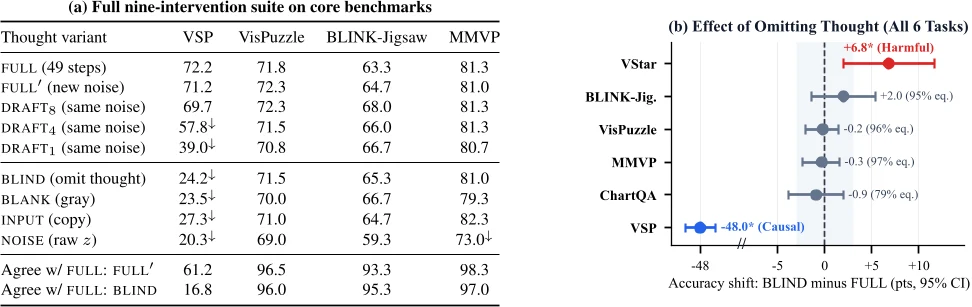 (a) Full nine-intervention suite on core benchmarks
Thought variant VSP VisPuzzle BLINK-Jigsaw MMVP
FULL (49 steps) 72.2 71.8 63.3 81.3
FULL′ (new noise) 71.2 72.3 64.7 81.0
DRAFT₈ (same noise) 69.7 72.3 68.0 81.3
DRAFT₄ (same noise) 57.8↓ 71.5 66.0 81.3
DRAFT₁ (same noise) 39.0↓ 70.8 66.7 80.7
BLIND (omit thought) 24.2↓ 71.5 65.3 81.0
BLANK (gray) 23.5↓ 70.0 66.7 79.3
INPUT (copy) 27.3↓ 71.0 64.7 82.3
NOISE (raw z) 20.3↓ 69.0 59.3 73.0↓
Agree w/ FULL: FULL′ 61.2 96.5 93.3 98.3
Agree w/ FULL: BLIND 16.8 96.0 95.3 97.0
(b) Effect of Omitting Thought (All 6 Tasks)
+6.8* (Harmful)
VStar
BLINK-Jig. +2.0 (95% eq.)
VisPuzzle -0.2 (96% eq.)
MMVP -0.3 (97% eq.)
ChartQA -0.9 (79% eq.)
VSP -48.0* (Causal)
-48 // -5 0 +5 +10
Accuracy shift: BLIND minus FULL (pts, 95% CI)